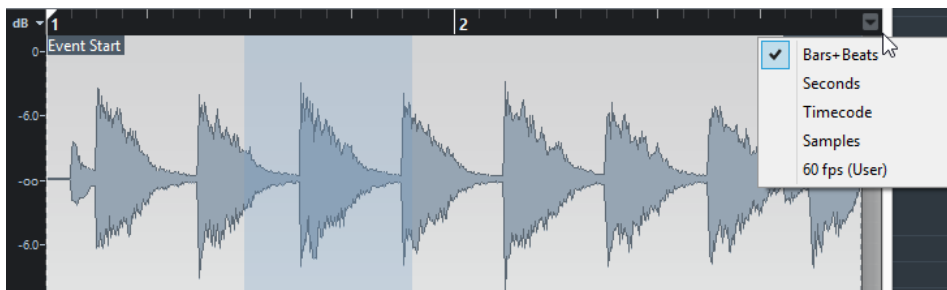 dB 1 2
0-
Event Start
-6.0-
-oo-
-6.0-
Bars+Beats
Seconds
Timecode
Samples
60 fps (User)